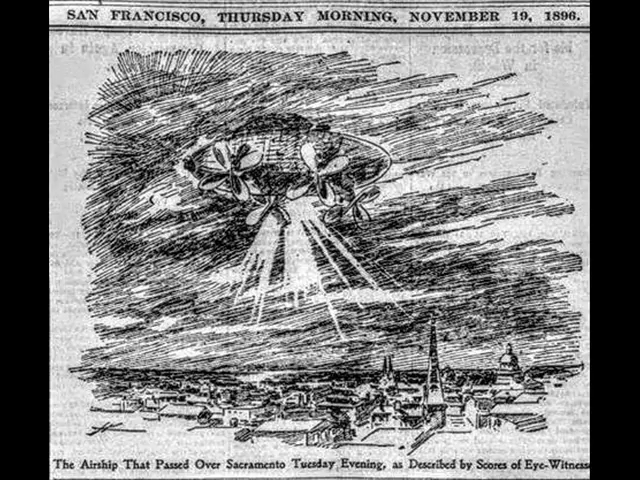 SAN FRANCISCO, THURSDAY MORNING, NOVEMBER 19, 1896.
The Airship That Passed Over Sacramento Tuesday Evening, as Described by Scores of Eye-Witnesse